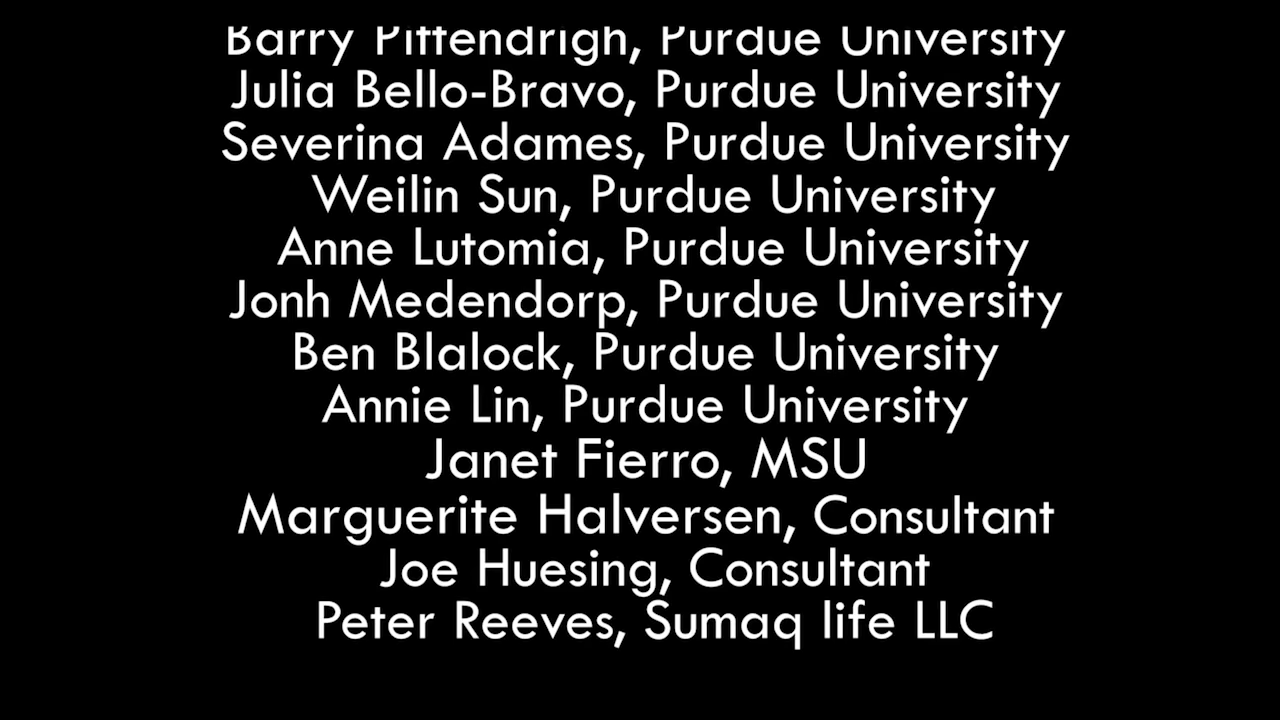 Barry Pittendrigh, Purdue University
Julia Bello-Bravo, Purdue University
Severina Adames, Purdue University
Weilin Sun, Purdue University
Anne Lutomia, Purdue University
Jonh Medendorp, Purdue University
Ben Blalock, Purdue University
Annie Lin, Purdue University
Janet Fierro, MSU
Marguerite Halversen, Consultant
Joe Huesing, Consultant
Peter Reeves, Sumaq life LLC